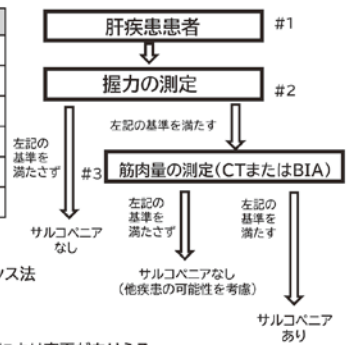 肝疾患患者
#1
握力の測定
#2
左記の基準を満たす
左記の
基準を
満たさず
#3
筋肉量の測定(CTまたはBIA)
左記の
基準を
満たさず
左記の
基準を
満たす
サルコペニア
なし
サルコペニアなし
(他疾患の可能性を考慮)
ス法
サルコペニア
あり